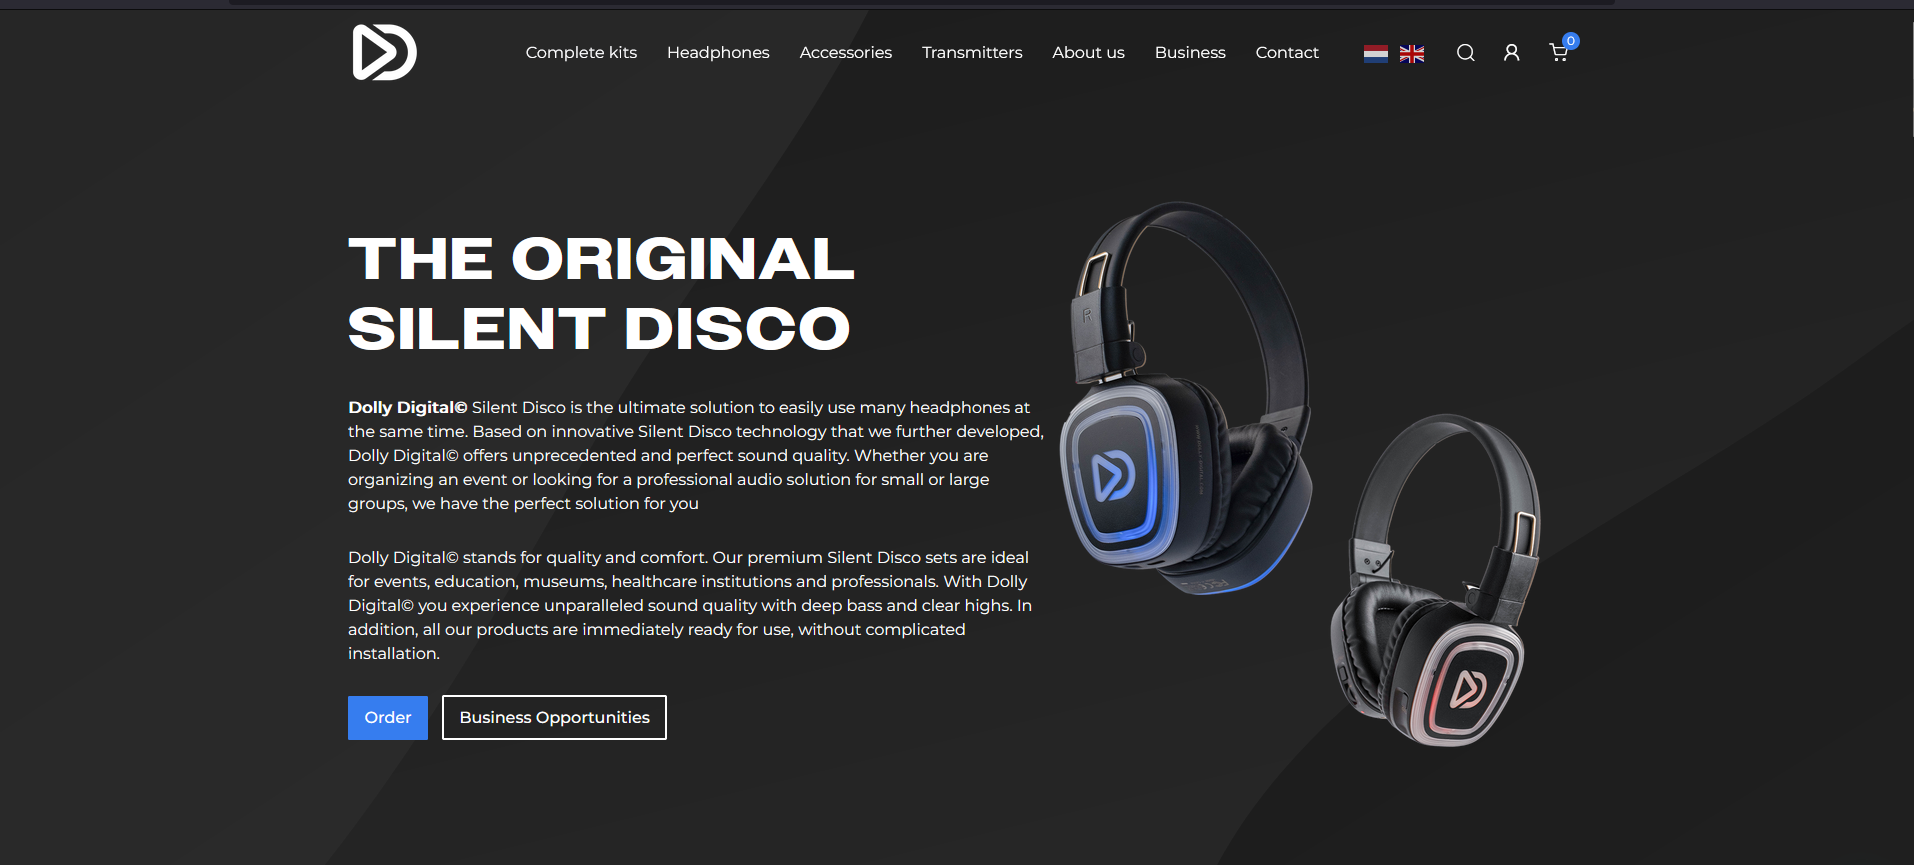 Complete kits Headphones Accessories Transmitters About us Business Contact 0
THE ORIGINAL
SILENT DISCO
R
Dolly Digital© Silent Disco is the ultimate solution to easily use many headphones at
the same time. Based on innovative Silent Disco technology that we further developed,
Dolly Digital© offers unprecedented and perfect sound quality. Whether you are
organizing an event or looking for a professional audio solution for small or large
groups, we have the perfect solution for you
Dolly Digital© stands for quality and comfort. Our premium Silent Disco sets are ideal
for events, education, museums, healthcare institutions and professionals. With Dolly
Digital© you experience unparalleled sound quality with deep bass and clear highs. In
addition, all our products are immediately ready for use, without complicated
installation.
Order Business Opportunities